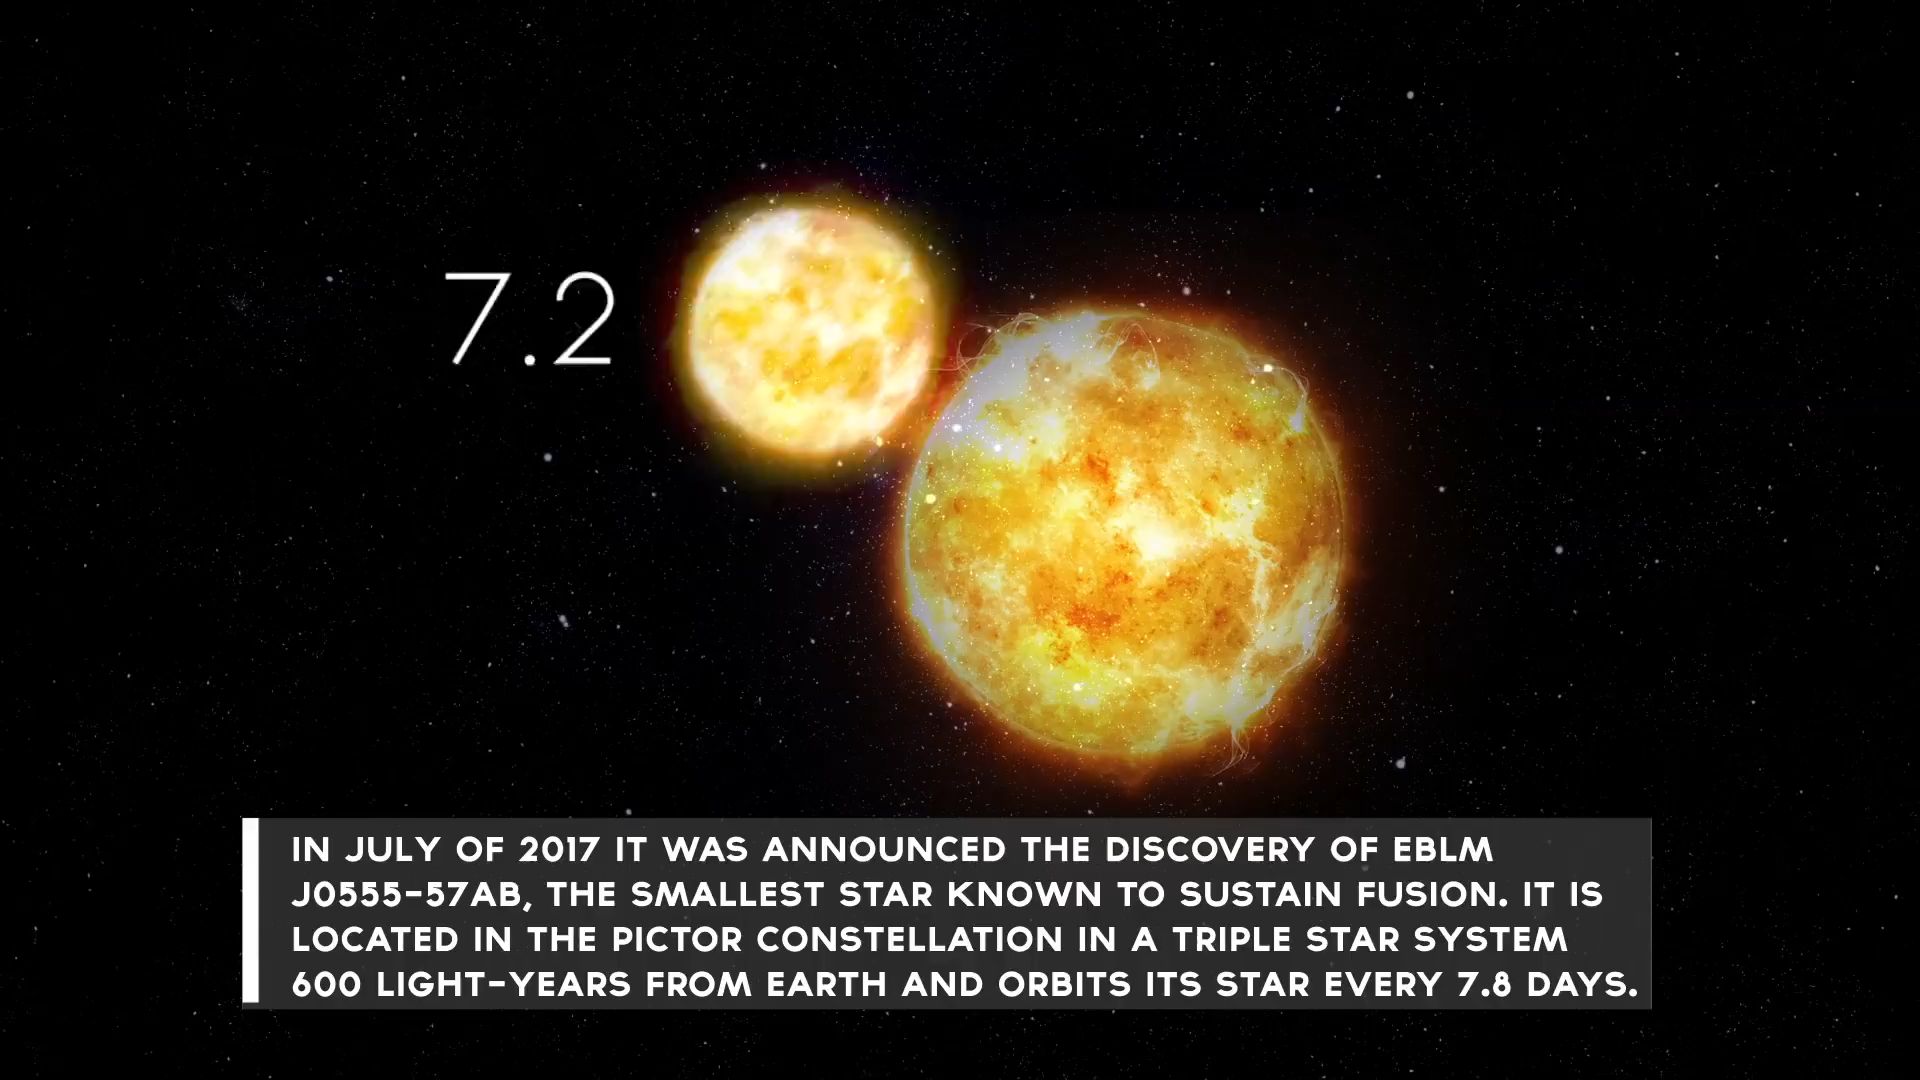 7.2
IN JULY OF 2017 IT WAS ANNOUNCED THE DISCOVERY OF EBLM
J0555-57AB, THE SMALLEST STAR KNOWN TO SUSTAIN FUSION. IT IS
LOCATED IN THE PICTOR CONSTELLATION IN A TRIPLE STAR SYSTEM
600 LIGHT-YEARS FROM EARTH AND ORBITS ITS STAR EVERY 7.8 DAYS.